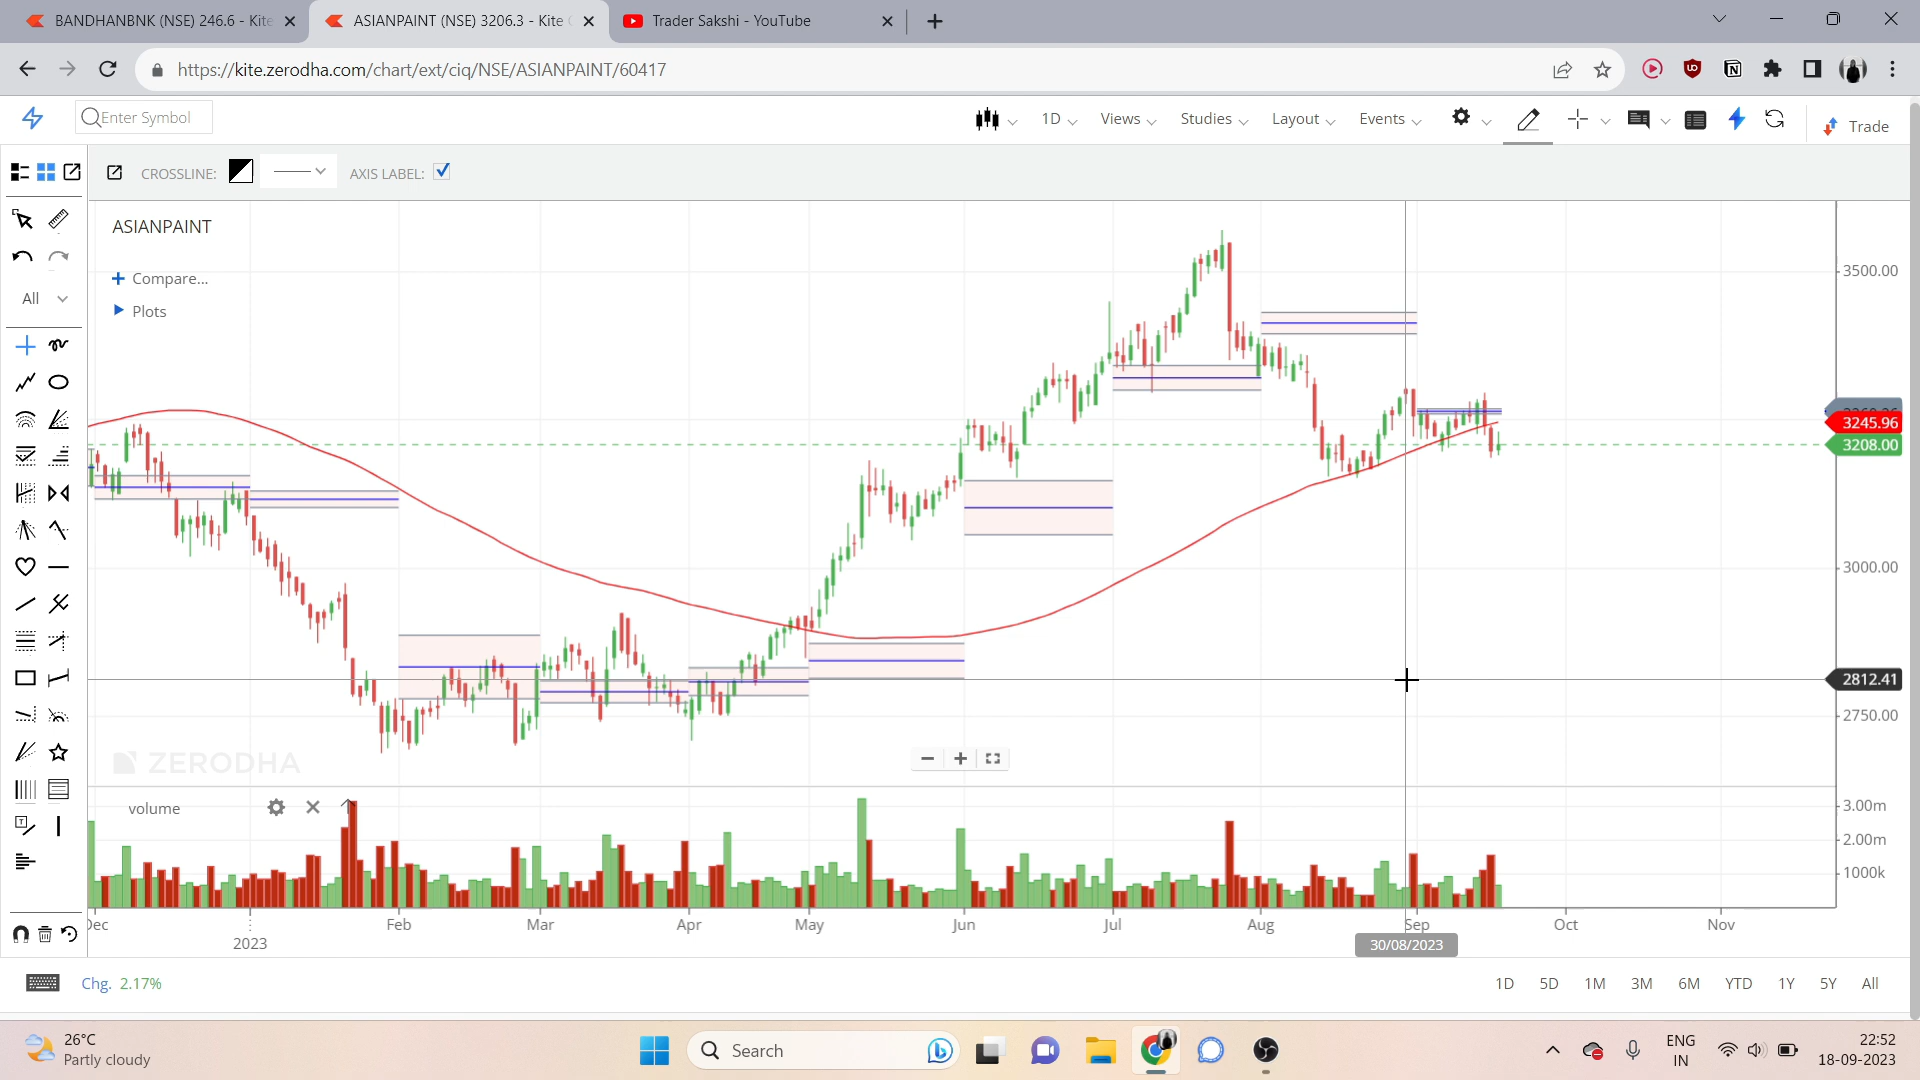 BANDHANBNK (NSE) 246.6 - Kite
ASIANPAINT (NSE) 3206.3 - Kite
Trader Sakshi - YouTube
https://kite.zerodha.com/chart/ext/ciq/NSE/ASIANPAINT/60417
Enter Symbol
1D
Views
Studies
Layout
Events
Trade
CROSSLINE:
AXIS LABEL:
ASIANPAINT
Compare...
Plots
All
3500.00
3245.96
3208.00
3000.00
2812.41
2750.00
ZERODHA
volume
3.00m
2.00m
1000k
Dec
2023
Feb
Mar
Apr
May
Jun
Jul
Aug
Sep
Oct
Nov
30/08/2023
Chg. 2.17%
1D
5D
1M
3M
6M
YTD
1Y
5Y
All
26°C
Partly cloudy
Search
ENG
IN
22:52
18-09-2023